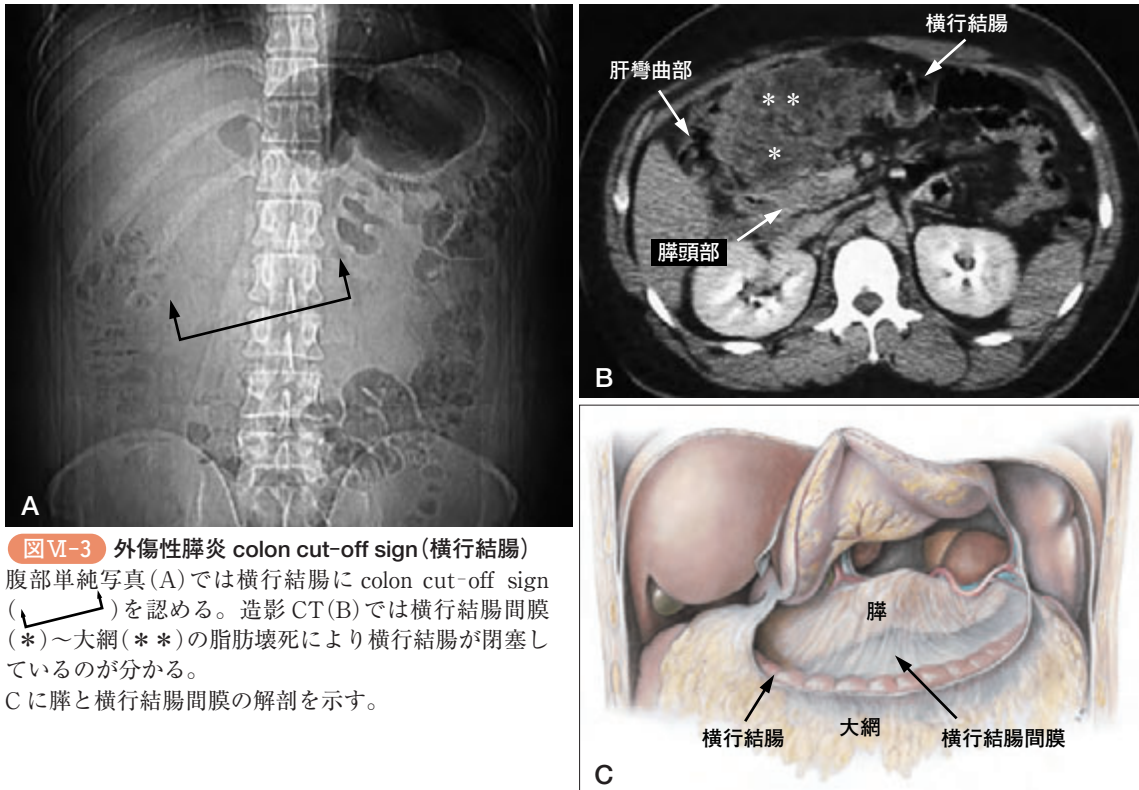 A
図Ⅵ-3 外傷性膵炎 colon cut-off sign(横行結腸)
腹部単純写真(A)では横行結腸に colon cut-off sign
( )を認める。造影 CT(B)では横行結腸間膜
(*)〜大網(**)の脂肪壊死により横行結腸が閉塞し
ているのが分かる。
C に膵と横行結腸間膜の解剖を示す。
横行結腸
肝彎曲部
* *
*
膵頭部
B
膵
大網
横行結腸
横行結腸間膜
C